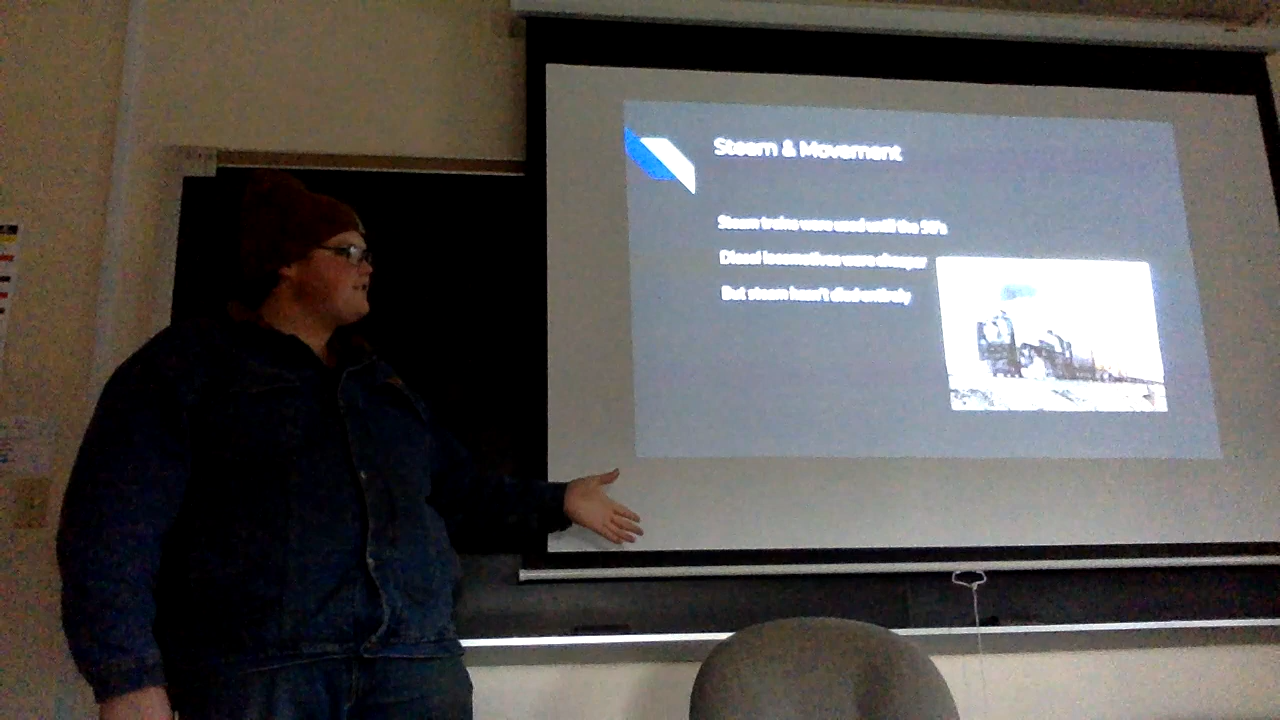 Steam & Movement
Steam trains were used until the 50's
Diesel locomotives were cheaper
But steam hasn't died entirely